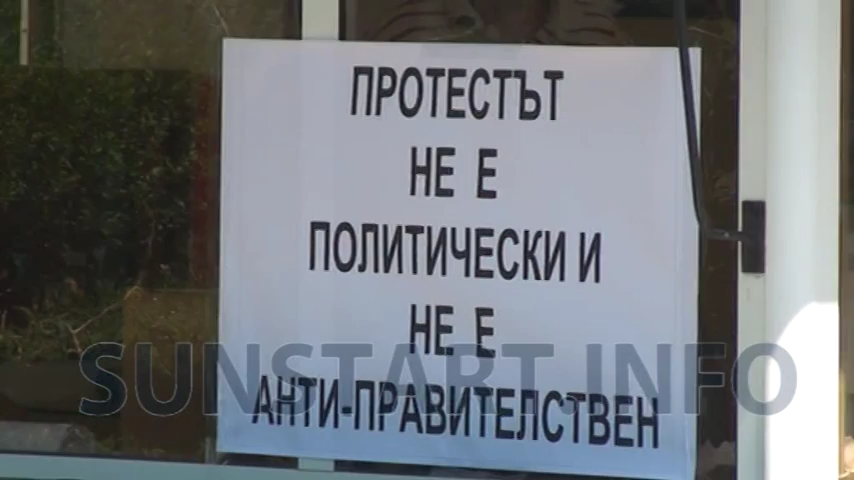 ПРОТЕСТЪТ
НЕ Е
ПОЛИТИЧЕСКИ И
НЕ Е
АНТИ-ПРАВИТЕЛСТВЕН
SUNSTART.INFO